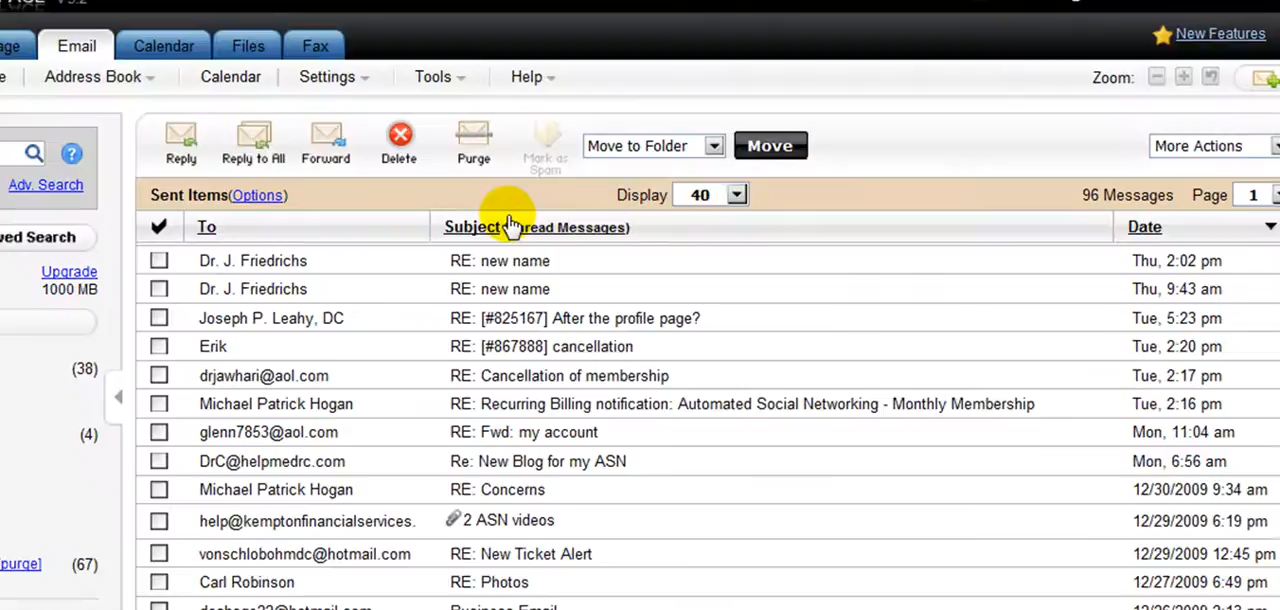 Email Calendar Files Fax New Features
Address Book Calendar Settings Tools Help Zoom:
Reply Reply to All Forward Delete Purge Mark as Spam Move to Folder Move More Actions
Adv. Search
Sent Items(Options) Display 40 96 Messages Page 1
To Subject Messages) Date
Search
Upgrade
1000 MB
Dr. J. Friedrichs RE: new name Thu, 2:02 pm
Dr. J. Friedrichs RE: new name Thu, 9:43 am
Joseph P. Leahy, DC RE: [#825167] After the profile page? Tue, 5:23 pm
Erik RE: [#867888] cancellation Tue, 2:20 pm
(38)
drjawhari@aol.com RE: Cancellation of membership Tue, 2:17 pm
Michael Patrick Hogan RE: Recurring Billing notification: Automated Social Networking - Monthly Membership Tue, 2:16 pm
(4)
glenn7853@aol.com RE: Fwd: my account Mon, 11:04 am
DrC@helpmedrc.com Re: New Blog for my ASN Mon, 6:56 am
Michael Patrick Hogan RE: Concerns 12/30/2009 9:34 am
help@kemptonfinancialservices. 2 ASN videos 12/29/2009 6:19 pm
vonschlobohmdc@hotmail.com RE: New Ticket Alert 12/29/2009 12:45 pm
[purge] (67)
Carl Robinson RE: Photos 12/27/2009 6:49 pm
Business Email